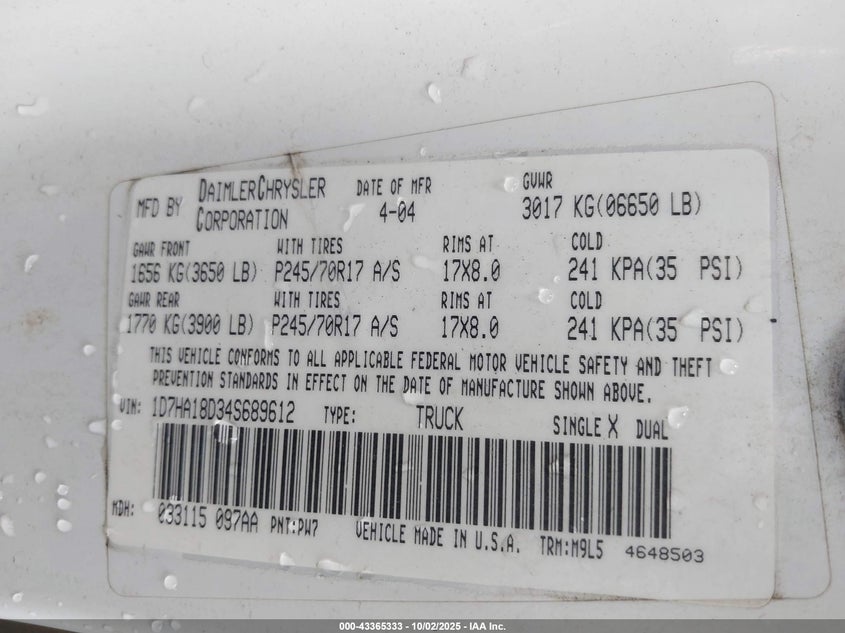 MFD BY DAIMLERCHRYSLER CORPORATION DATE OF MFR 4-04 GVWR 3017 KG(06650 LB)
GAWR FRONT WITH TIRES RIMS AT COLD
1656 KG(3650 LB) P245/70R17 A/S 17X8.0 241 KPA(35 PSI)
GAWR REAR WITH TIRES RIMS AT COLD
1770 KG(3900 LB) P245/70R17 A/S 17X8.0 241 KPA(35 PSI)
THIS VEHICLE CONFORMS TO ALL APPLICABLE FEDERAL MOTOR VEHICLE SAFETY AND THEFT
PREVENTION STANDARDS IN EFFECT ON THE DATE OF MANUFACTURE SHOWN ABOVE.
VIN: 1D7HA18D34S689612 TYPE: TRUCK SINGLE X DUAL
MDH: 033115 097AA PNT:PW7 VEHICLE MADE IN U.S.A. TRM:M9L5 4648503
000-43365333 - 10/02/2025 - IAA Inc.